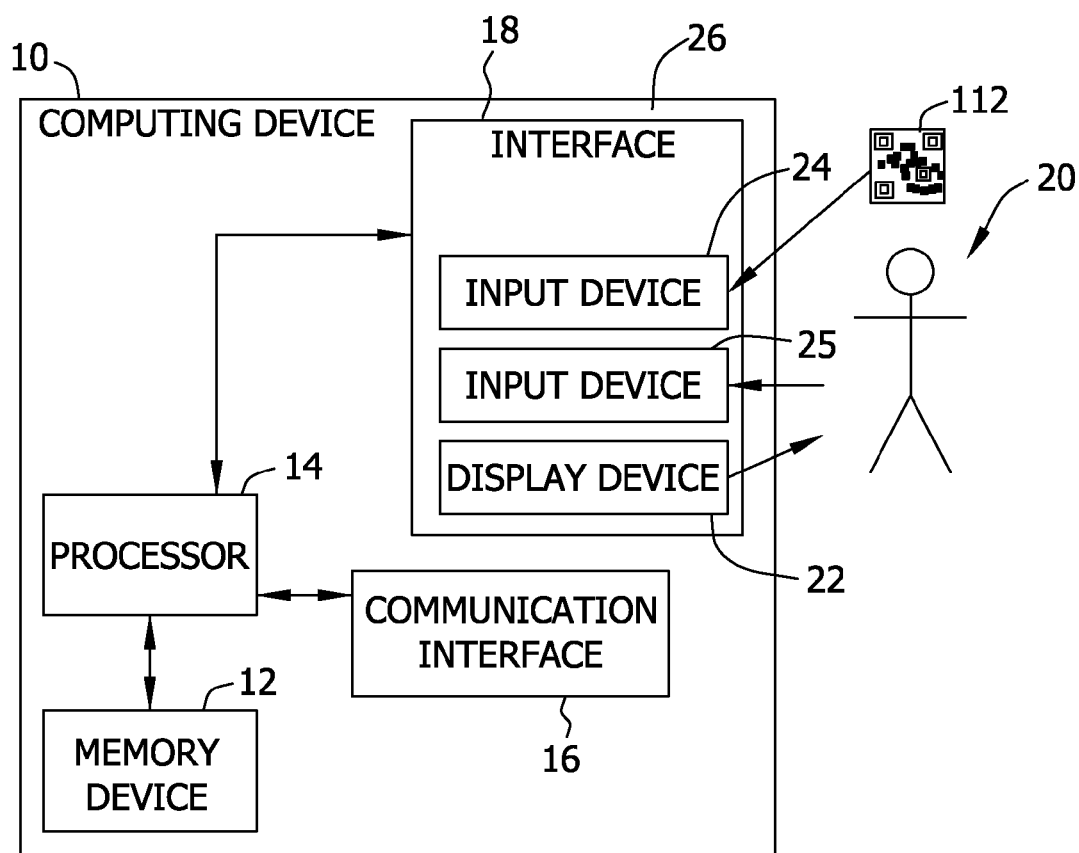 18
26
10
COMPUTING DEVICE
112
INTERFACE
24
20
INPUT DEVICE
25
INPUT DEVICE
14
DISPLAY DEVICE
PROCESSOR
22
COMMUNICATION
INTERFACE
12
16
MEMORY
DEVICE